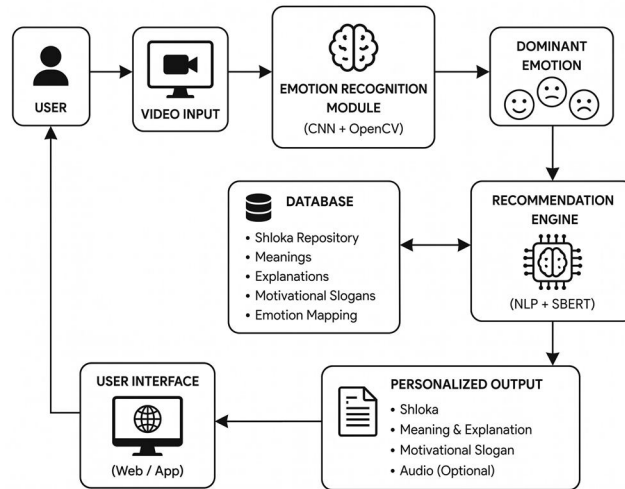 USER
VIDEO INPUT
EMOTION RECOGNITION
MODULE
(CNN + OpenCV)
DOMINANT
EMOTION
DATABASE
• Shloka Repository
• Meanings
• Explanations
• Motivational Slogans
• Emotion Mapping
RECOMMENDATION
ENGINE
(NLP + SBERT)
USER INTERFACE
(Web / App)
PERSONALIZED OUTPUT
• Shloka
• Meaning & Explanation
• Motivational Slogan
• Audio (Optional)